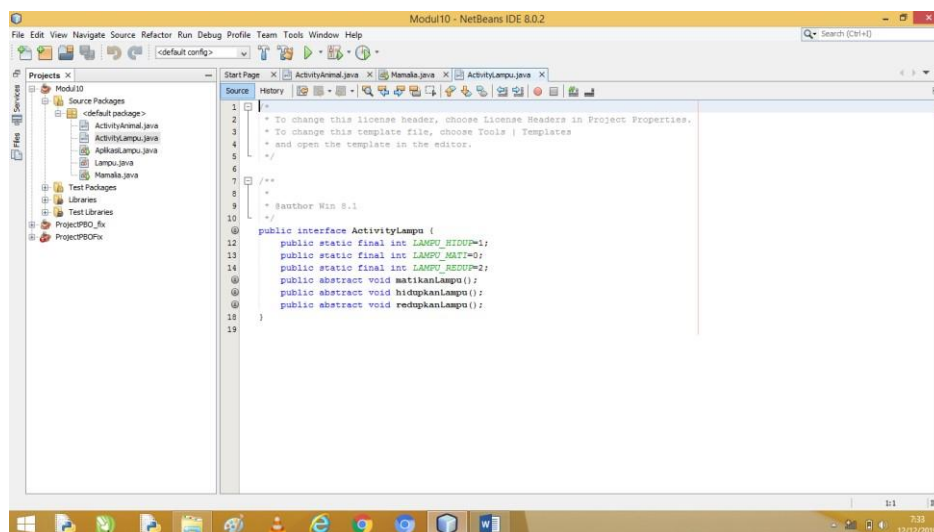 Modul10 - NetBeans IDE 8.0.2
File Edit View Navigate Source Refactor Run Debug Profile Team Tools Window Help
Search (Ctrl+I)
<default config>
Projects
Start Page
ActivityAnimal.java
Mamalia.java
ActivityLampu.java
Source History
Services
Files
Modul10
Source Packages
<default package>
ActivityAnimal.java
ActivityLampu.java
AplikasiLampu.java
Lampu.java
Mamalia.java
Test Packages
Libraries
Test Libraries
ProjectPBO_fix
ProjectPBOFix
1 /*
2 * To change this license header, choose License Headers in Project Properties.
3 * To change this template file, choose Tools | Templates
4 * and open the template in the editor.
5 */
6
7 /**
8 *
9 * @author Win 8.1
10 */
public interface ActivityLampu {
12 public static final int LAMPU_HIDUP=1;
13 public static final int LAMPU_MATI=0;
14 public static final int LAMPU_REDUP=2;
public abstract void matikanLampu();
public abstract void hidupkanLampu();
public abstract void redupkanLampu();
18 }
19
1:1
7:33